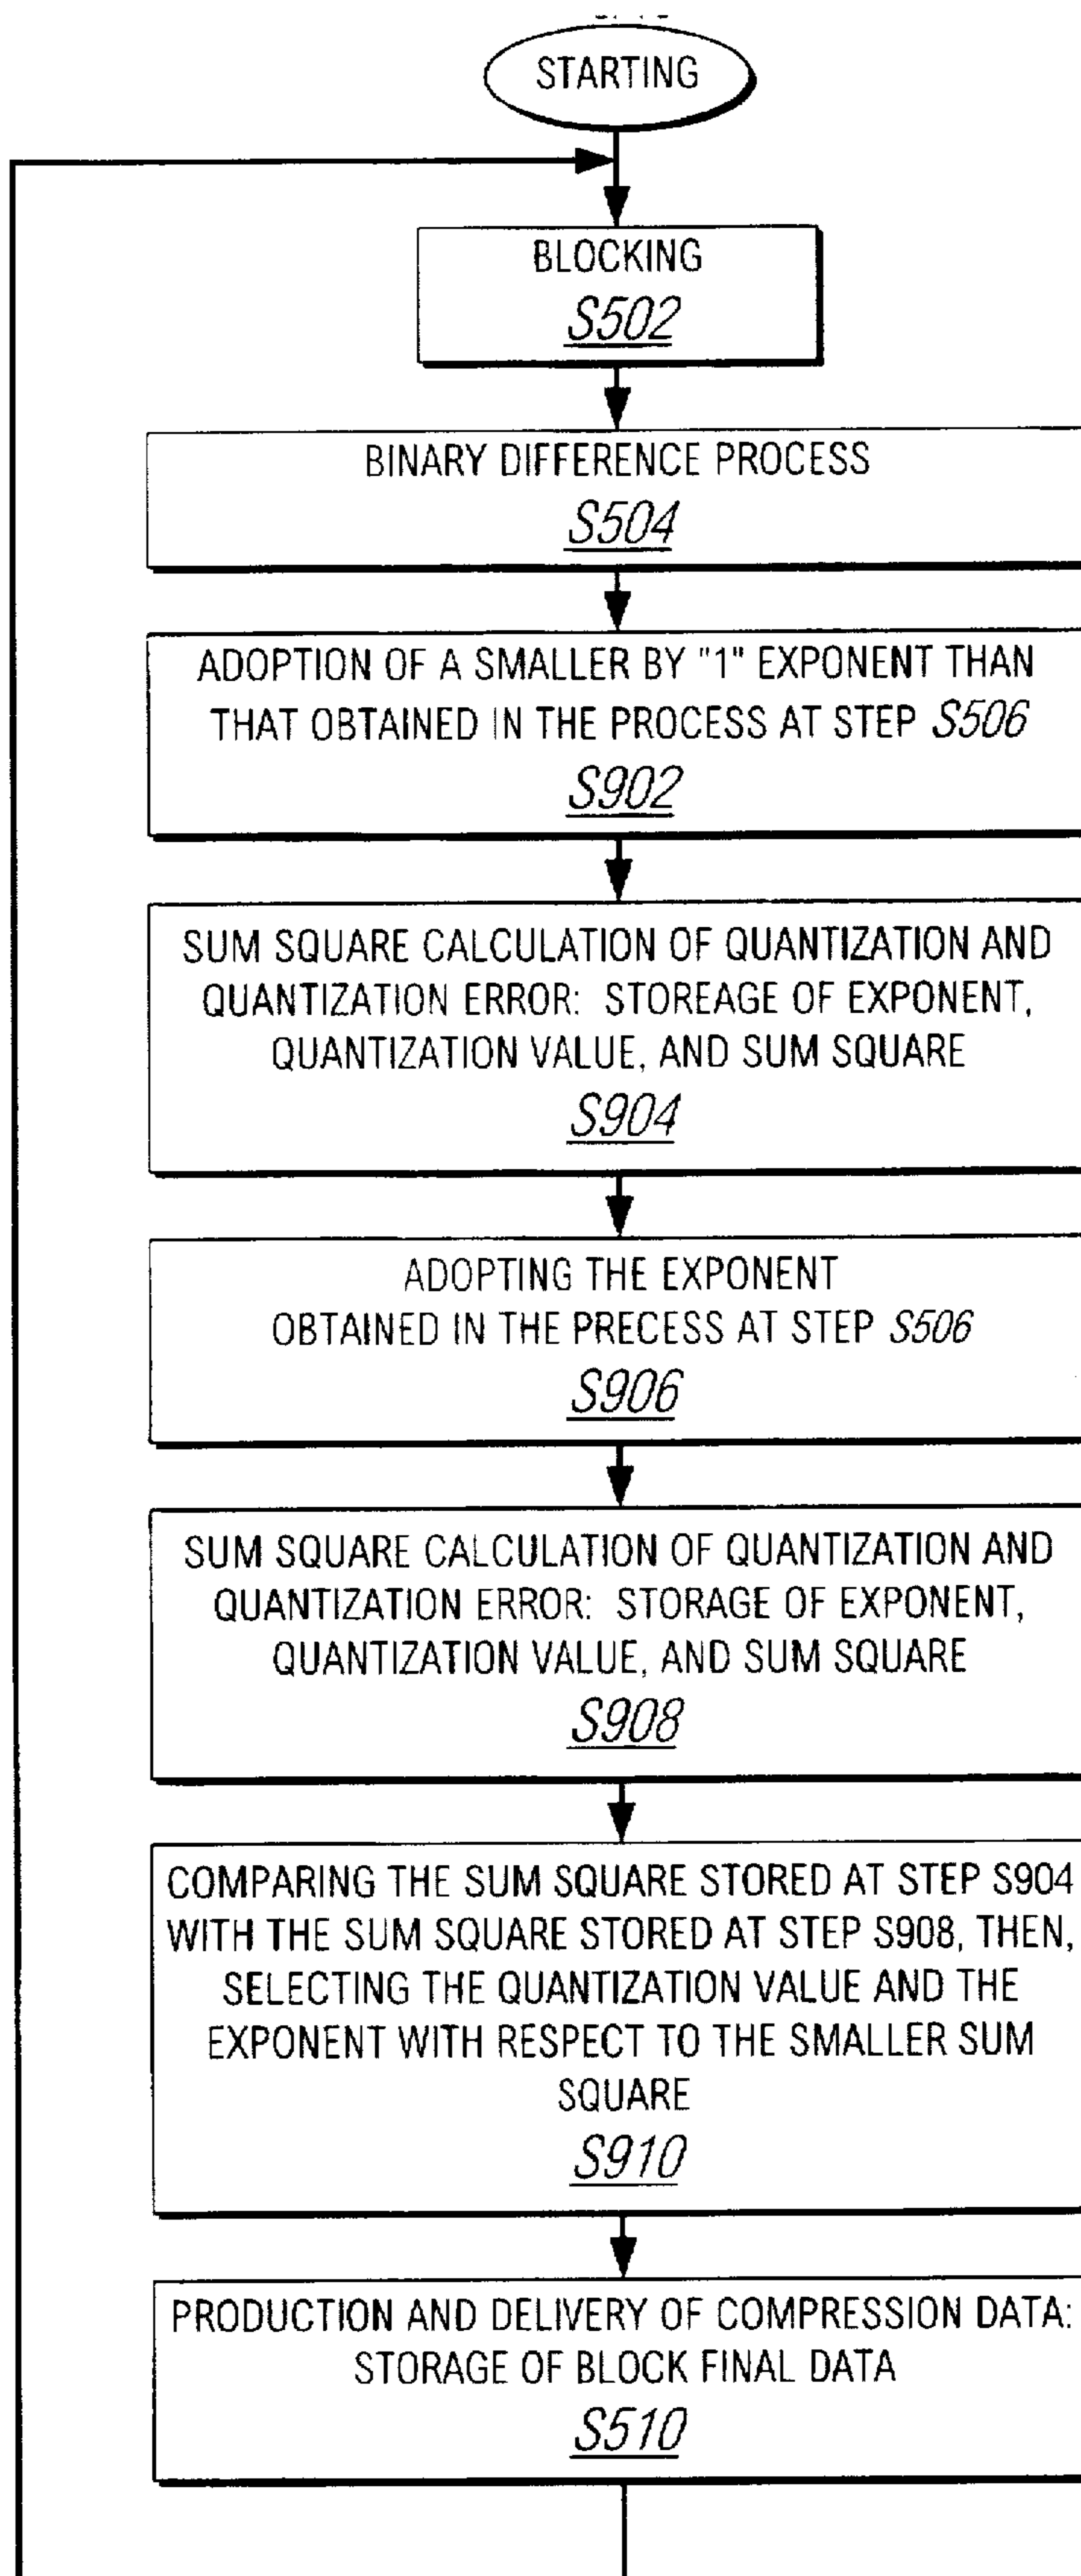 STARTING
BLOCKING
S502
BINARY DIFFERENCE PROCESS
S504
ADOPTION OF A SMALLER BY "1" EXPONENT THAN
THAT OBTAINED IN THE PROCESS AT STEP S506
S902
SUM SQUARE CALCULATION OF QUANTIZATION AND
QUANTIZATION ERROR: STOREAGE OF EXPONENT,
QUANTIZATION VALUE, AND SUM SQUARE
S904
ADOPTING THE EXPONENT
OBTAINED IN THE PRECESS AT STEP S506
S906
SUM SQUARE CALCULATION OF QUANTIZATION AND
QUANTIZATION ERROR: STORAGE OF EXPONENT,
QUANTIZATION VALUE, AND SUM SQUARE
S908
COMPARING THE SUM SQUARE STORED AT STEP S904
WITH THE SUM SQUARE STORED AT STEP S908, THEN,
SELECTING THE QUANTIZATION VALUE AND THE
EXPONENT WITH RESPECT TO THE SMALLER SUM
SQUARE
S910
PRODUCTION AND DELIVERY OF COMPRESSION DATA:
STORAGE OF BLOCK FINAL DATA
S510